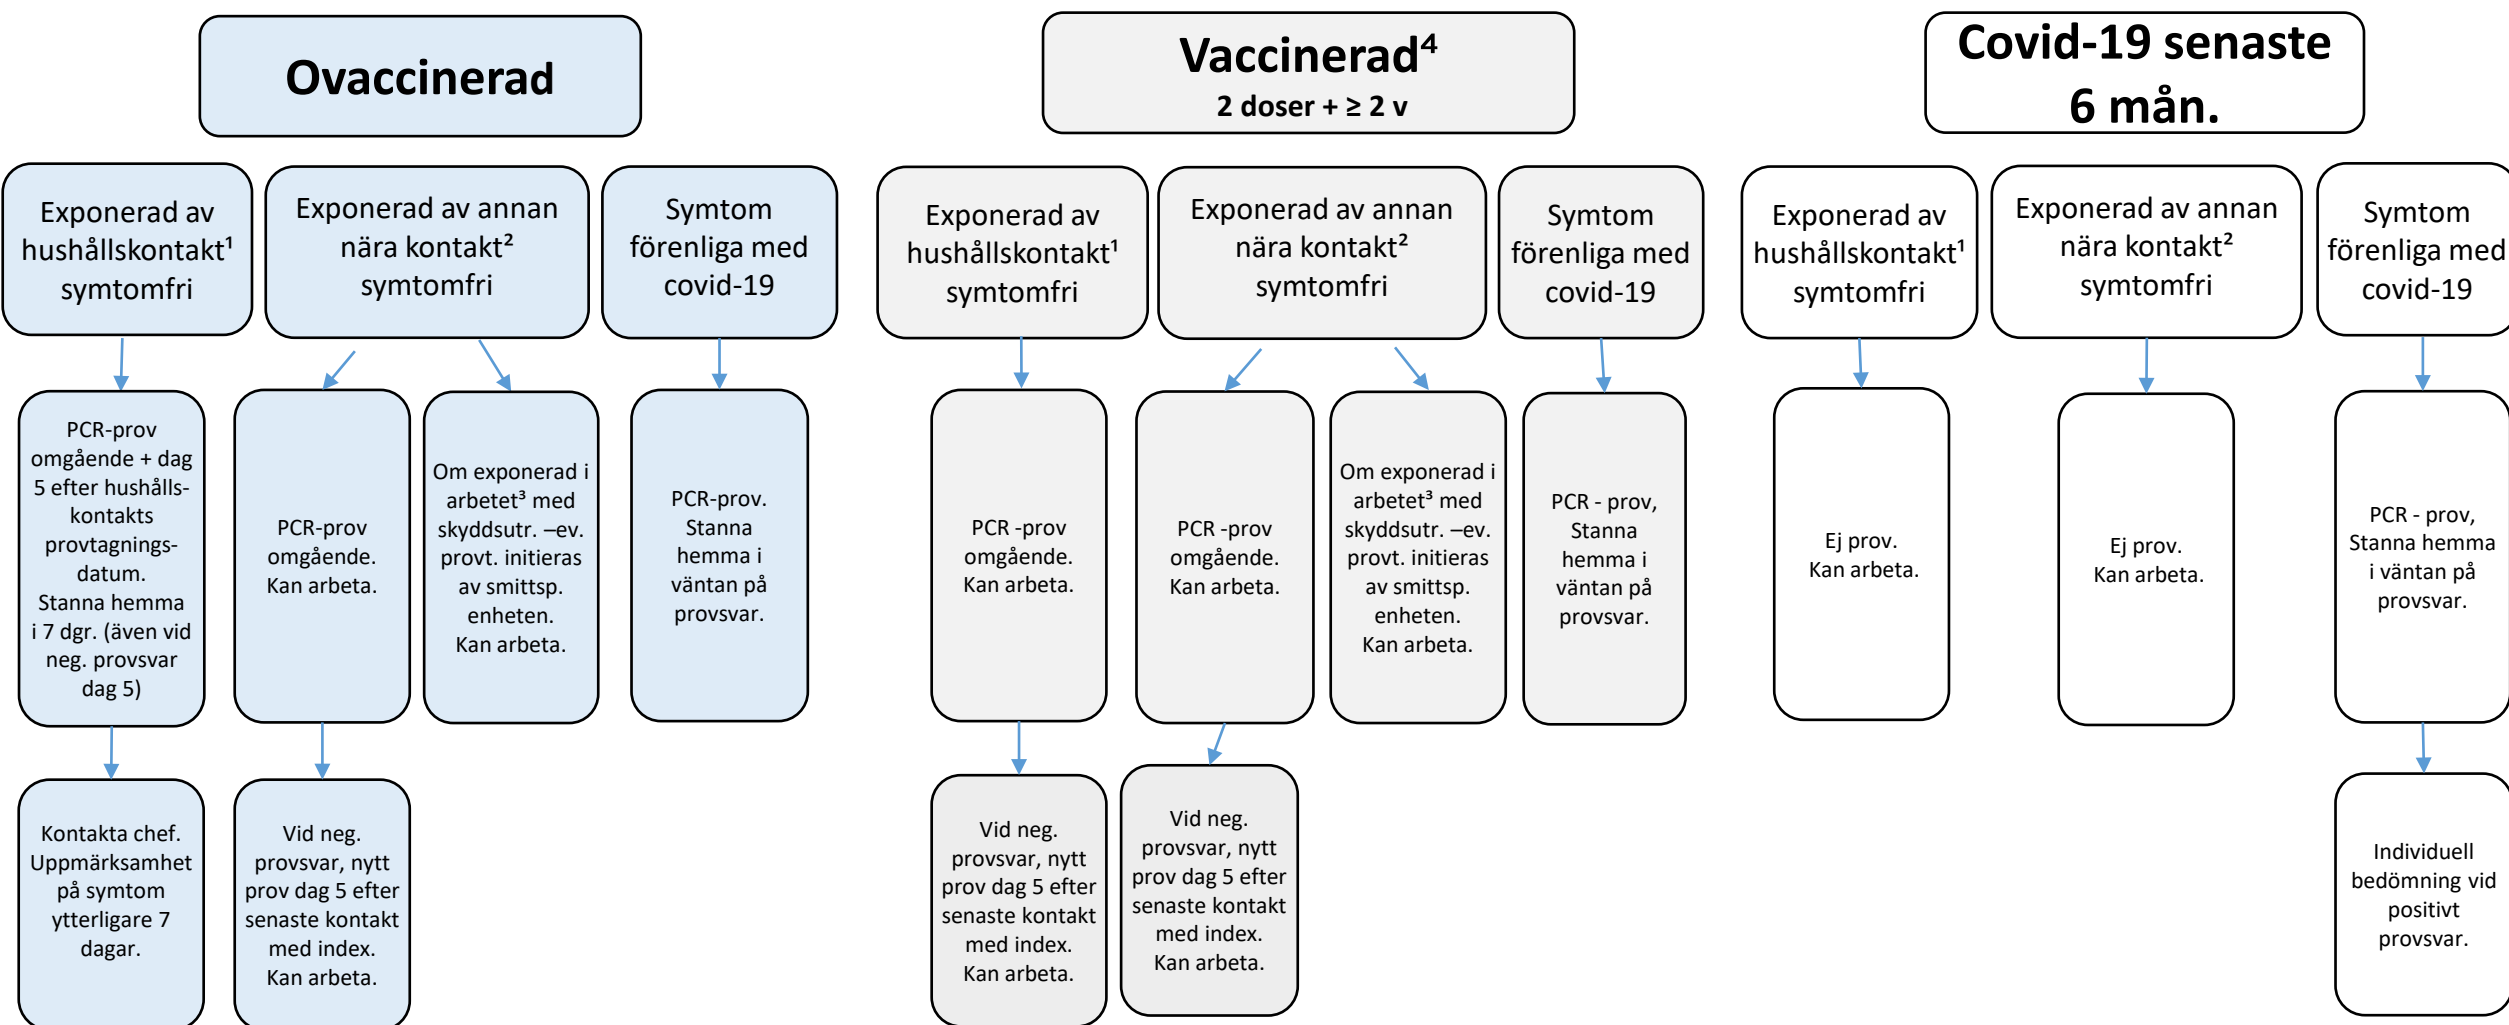 Ovaccinerad
Vaccinerad⁴
2 doser + ≥ 2 v
Covid-19 senaste
6 mån.
Exponerad av
hushållskontakt¹
symtomfri
Exponerad av annan
nära kontakt²
symtomfri
Symtom
förenliga med
covid-19
Exponerad av
hushållskontakt¹
symtomfri
Exponerad av annan
nära kontakt²
symtomfri
Symtom
förenliga med
covid-19
Exponerad av
hushållskontakt¹
symtomfri
Exponerad av annan
nära kontakt²
symtomfri
Symtom
förenliga med
covid-19
PCR-prov
omgående + dag
5 efter hushålls-
kontakts
provtagnings-
datum.
Stanna hemma
i 7 dgr. (även vid
neg. provsvar
dag 5)
PCR-prov
omgående.
Kan arbeta.
Om exponerad i
arbetet³ med
skyddsutr. –ev.
provt. initieras
av smittsp.
enheten.
Kan arbeta.
PCR-prov.
Stanna
hemma i
väntan på
provsvar.
PCR -prov
omgående.
Kan arbeta.
PCR -prov
omgående.
Kan arbeta.
Om exponerad i
arbetet³ med
skyddsutr. –ev.
provt. initieras
av smittsp.
enheten.
Kan arbeta.
PCR - prov,
Stanna
hemma i
väntan på
provsvar.
Ej prov.
Kan arbeta.
Ej prov.
Kan arbeta.
PCR - prov,
Stanna hemma
i väntan på
provsvar.
Kontakta chef.
Uppmärksamhet
på symtom
ytterligare 7
dagar.
Vid neg.
provsvar, nytt
prov dag 5 efter
senaste kontakt
med index.
Kan arbeta.
Vid neg.
provsvar, nytt
prov dag 5 efter
senaste kontakt
med index.
Kan arbeta.
Vid neg.
provsvar, nytt
prov dag 5 efter
senaste kontakt
med index.
Kan arbeta.
Individuell
bedömning vid
positivt
provsvar.